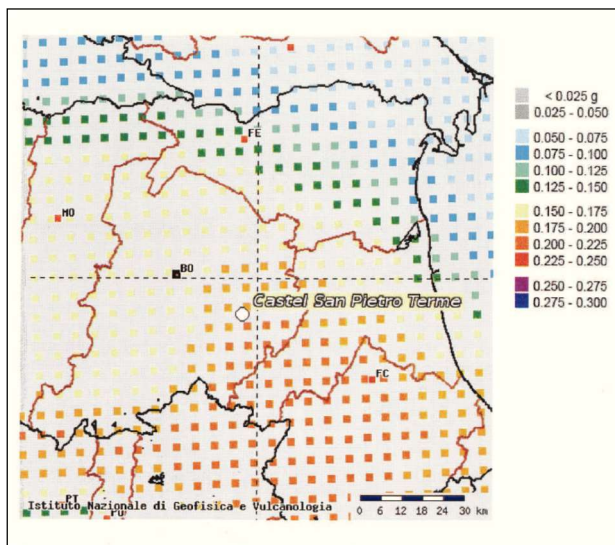 < 0.025 g
0.025 - 0.050
0.050 - 0.075
0.075 - 0.100
0.100 - 0.125
0.125 - 0.150
0.150 - 0.175
0.175 - 0.200
0.200 - 0.225
0.225 - 0.250
0.250 - 0.275
0.275 - 0.300
FE
MO
BO
Castel San Pietro Terme
FC
PT
Istituto Nazionale di Geofisica e Vulcanologia
0 6 12 18 24 30 km